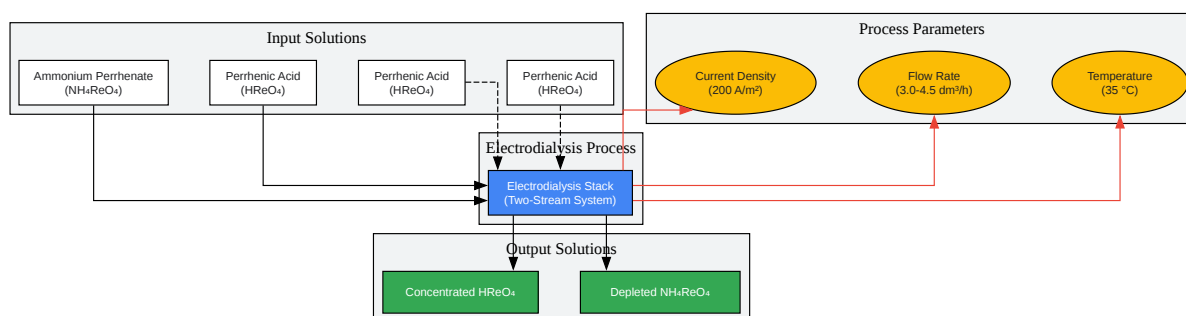 Input Solutions
Ammonium Perrhenate
(NH₄ReO₄)
Perrhenic Acid
(HReO₄)
Perrhenic Acid
(HReO₄)
Perrhenic Acid
(HReO₄)
Process Parameters
Current Density
(200 A/m²)
Flow Rate
(3.0-4.5 dm³/h)
Temperature
(35 °C)
Electrodialysis Process
Electrodialysis Stack
(Two-Stream System)
Output Solutions
Concentrated HReO₄
Depleted NH₄ReO₄